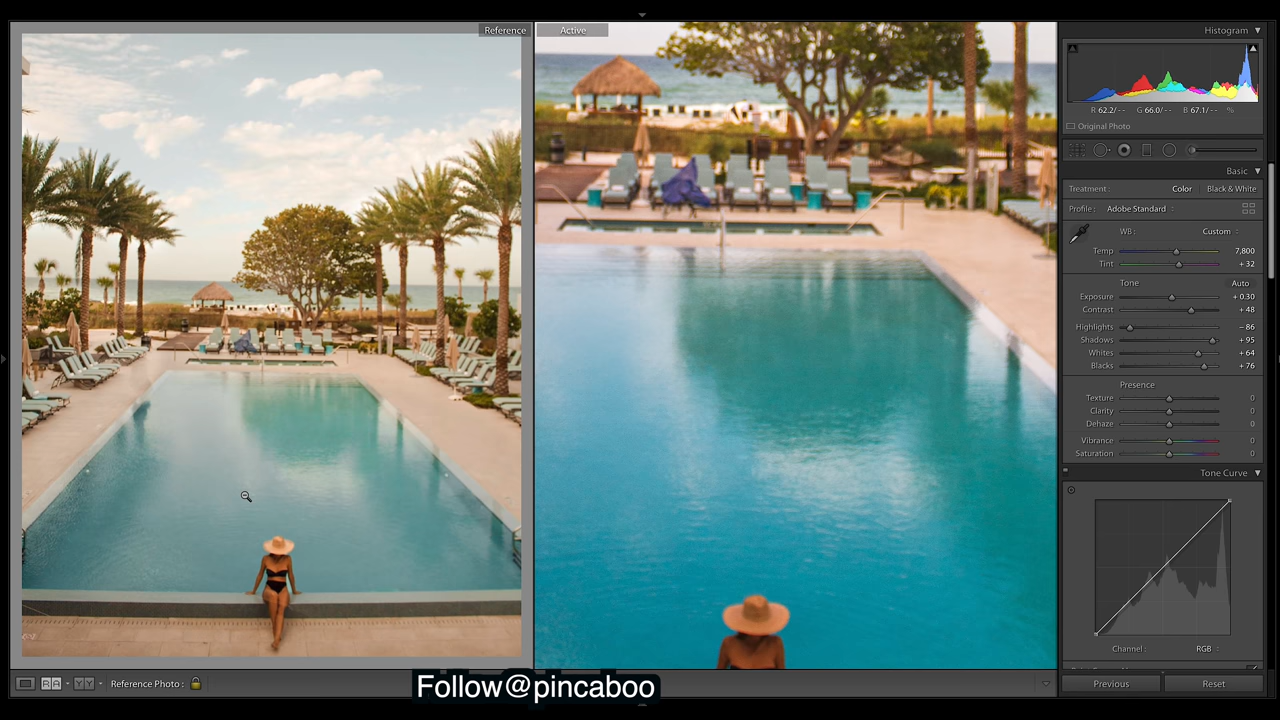 Reference
Active
Histogram
R 62.2/-- G 66.0/-- B 67.1/-- %
Original Photo
Basic
Treatment: Color Black & White
Profile: Adobe Standard
WB: Custom
Temp 7,800
Tint +32
Tone Auto
Exposure +0.30
Contrast +48
Highlights −86
Shadows +95
Whites +64
Blacks +76
Presence
Texture 0
Clarity 0
Dehaze 0
Vibrance 0
Saturation 0
Tone Curve
Channel: RGB
R A Y Y Reference Photo:
Previous Reset
Follow@pincaboo